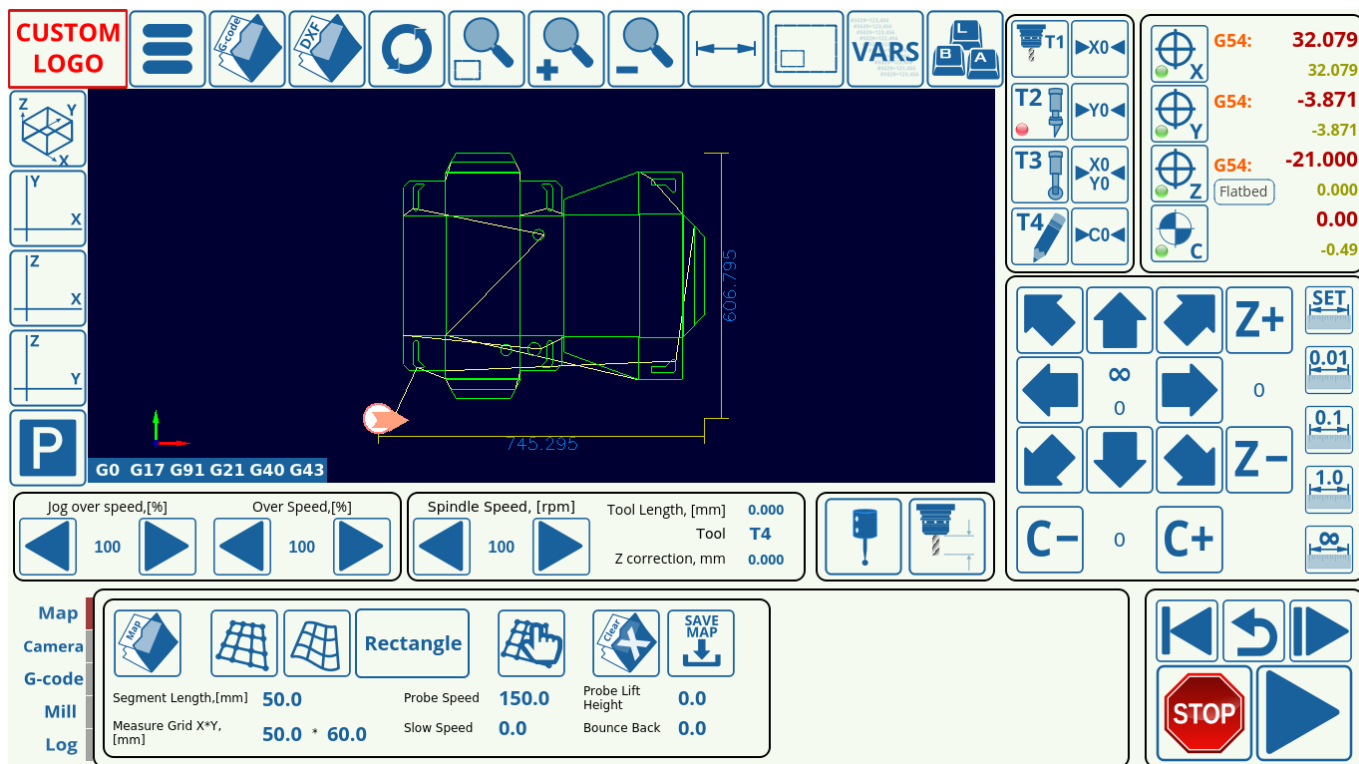 CUSTOM
LOGO
G-code
DXF
VARS
L
B
A
T1
X0
T2
Y0
T3
X0
Y0
T4
C0
X
G54:
32.079
32.079
Y
G54:
-3.871
-3.871
Z
G54:
-21.000
Flatbed
0.000
C
0.00
-0.49
Z
Y
X
Y
X
Z
X
Z
Y
P
606.795
745.295
G0 G17 G91 G21 G40 G43
Z+
∞
0
0
Z−
C−
0
C+
SET
0.01
0.1
1.0
∞
Jog over speed,[%]
100
Over Speed,[%]
100
Spindle Speed, [rpm]
100
Tool Length, [mm] 0.000
Tool T4
Z correction, mm 0.000
Map
Camera
G-code
Mill
Log
Map
Rectangle
Clear
SAVE
MAP
Segment Length,[mm] 50.0
Measure Grid X*Y,
[mm]
50.0 * 60.0
Probe Speed 150.0
Slow Speed 0.0
Probe Lift
Height
0.0
Bounce Back 0.0
STOP